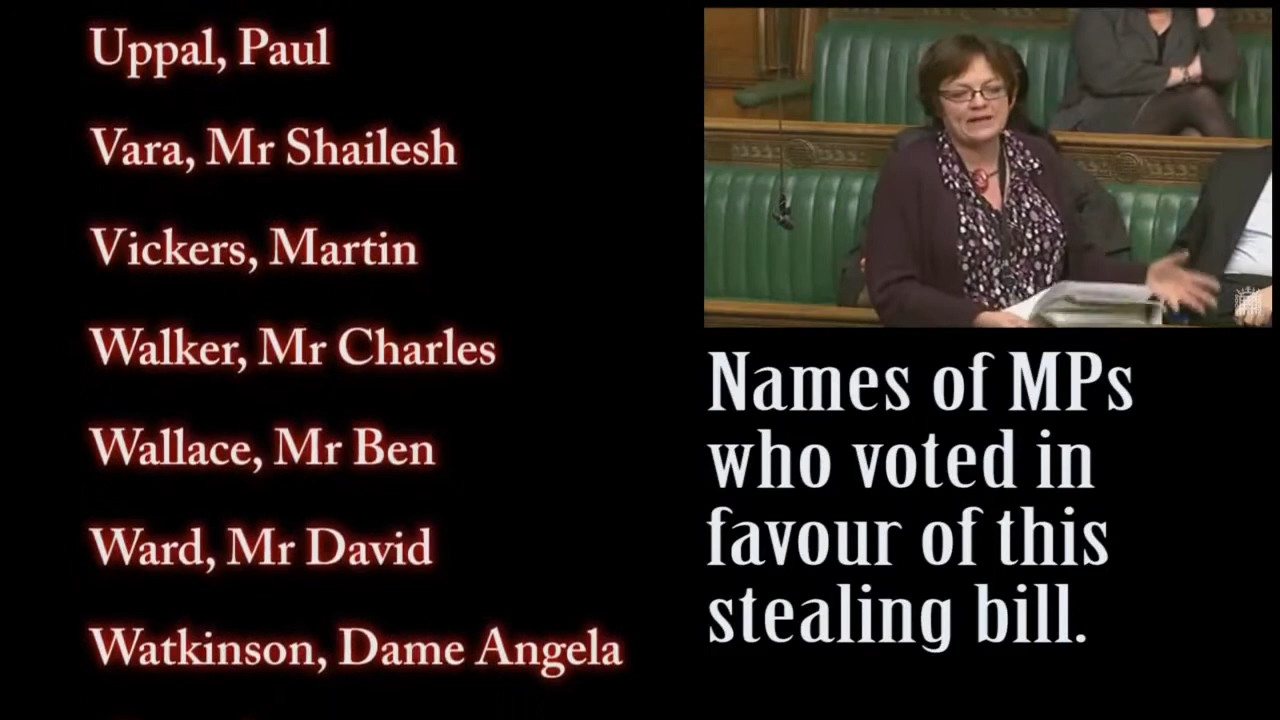 Uppal, Paul
Vara, Mr Shailesh
Vickers, Martin
Walker, Mr Charles
Wallace, Mr Ben
Ward, Mr David
Watkinson, Dame Angela
Names of MPs
who voted in
favour of this
stealing bill.